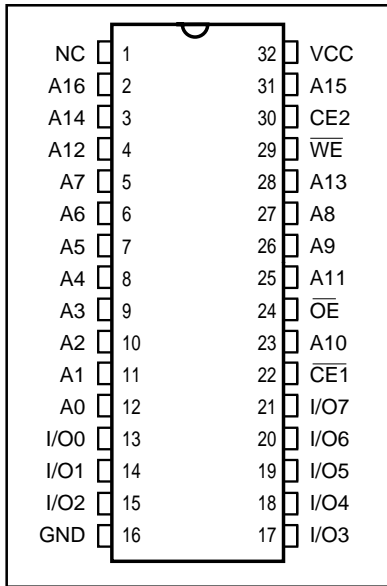 NC 1 32 VCC
A16 2 31 A15
A14 3 30 CE2
A12 4 29 W̅E̅
A7 5 28 A13
A6 6 27 A8
A5 7 26 A9
A4 8 25 A11
A3 9 24 O̅E̅
A2 10 23 A10
A1 11 22 C̅E̅1̅
A0 12 21 I/O7
I/O0 13 20 I/O6
I/O1 14 19 I/O5
I/O2 15 18 I/O4
GND 16 17 I/O3